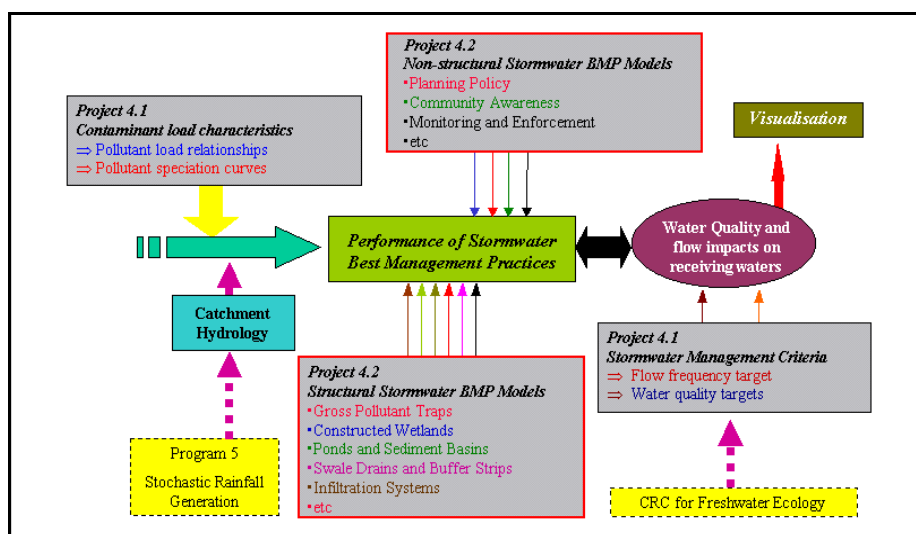 Project 4.2
Non-structural Stormwater BMP Models
•Planning Policy
•Community Awareness
•Monitoring and Enforcement
•etc
Project 4.1
Contaminant load characteristics
⇒ Pollutant load relationships
⇒ Pollutant speciation curves
Visualisation
Performance of Stormwater
Best Management Practices
Water Quality and
flow impacts on
receiving waters
Catchment
Hydrology
Project 4.2
Structural Stormwater BMP Models
•Gross Pollutant Traps
•Constructed Wetlands
•Ponds and Sediment Basins
•Swale Drains and Buffer Strips
•Infiltration Systems
•etc
Project 4.1
Stormwater Management Criteria
⇒ Flow frequency target
⇒ Water quality targets
Program 5
Stochastic Rainfall
Generation
CRC for Freshwater Ecology